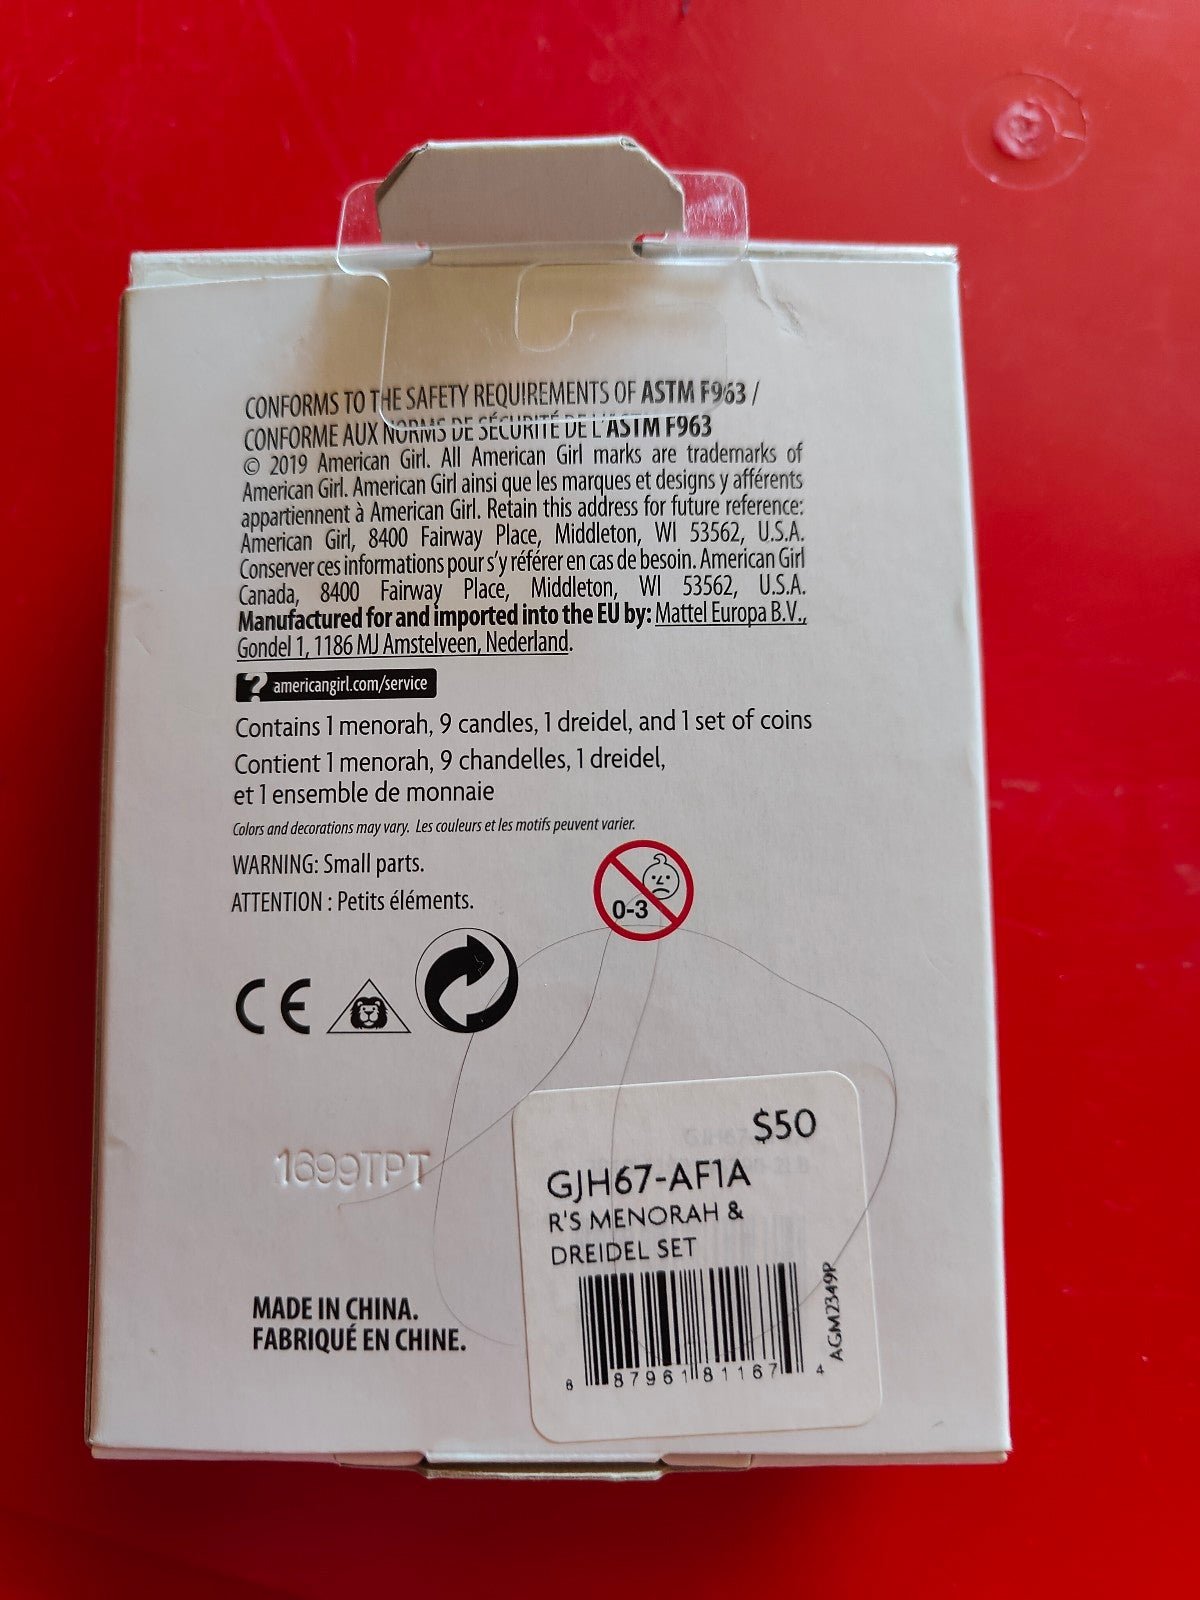 CONFORMS TO THE SAFETY REQUIREMENTS OF ASTM F963 /
CONFORME AUX NORMS DE SÉCURITÉ DE L'ASTM F963
© 2019 American Girl. All American Girl marks are trademarks of
American Girl. American Girl ainsi que les marques et designs y afférents
appartiennent à American Girl. Retain this address for future reference:
American Girl, 8400 Fairway Place, Middleton, WI 53562, U.S.A.
Conserver ces informations pour s'y référer en cas de besoin. American Girl
Canada, 8400 Fairway Place, Middleton, WI 53562, U.S.A.
Manufactured for and imported into the EU by: Mattel Europa B.V.,
Gondel 1, 1186 MJ Amstelveen, Nederland.
? americangirl.com/service
Contains 1 menorah, 9 candles, 1 dreidel, and 1 set of coins
Contient 1 menorah, 9 chandelles, 1 dreidel,
et 1 ensemble de monnaie
Colors and decorations may vary. Les couleurs et les motifs peuvent varier.
WARNING: Small parts.
ATTENTION : Petits éléments.
0-3
CE
1699TPT
$50
GJH67-AF1A
R'S MENORAH &
DREIDEL SET
AGM2349P
8 87961 81167 4
MADE IN CHINA.
FABRIQUÉ EN CHINE.